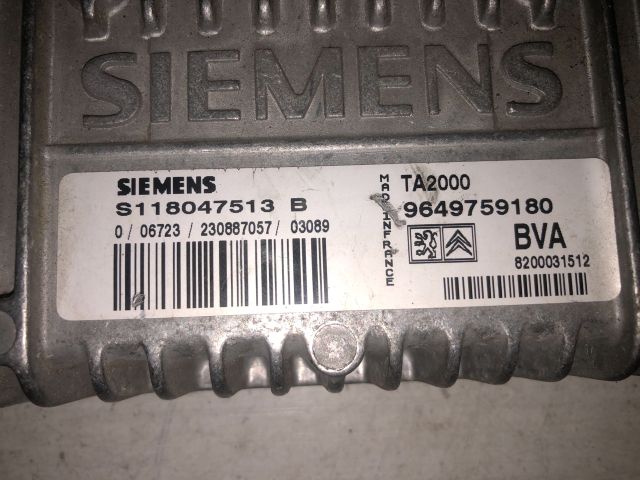 SIEMENS
SIEMENS
S118047513 B
0 / 06723 / 230887057 / 03089
MADE IN FRANCE
TA2000
9649759180
BVA
8200031512